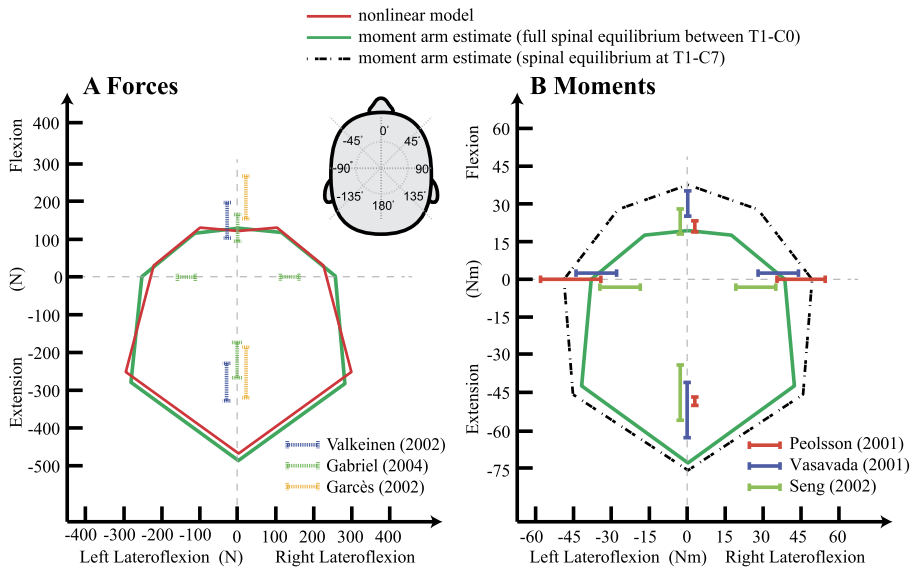 nonlinear model
moment arm estimate (full spinal equilibrium between T1-C0)
moment arm estimate (spinal equilibrium at T1-C7)
A Forces
B Moments
Flexion
400
300
200
100
0
-100
-200
-300
-400
-500
(N)
Extension
0°
-45°
45°
-90°
90°
-135°
135°
180°
Valkeinen (2002)
Gabriel (2004)
Garcès (2002)
-400 -300 -200 -100 0 100 200 300 400
Left Lateroflexion (N) Right Lateroflexion
Flexion
60
45
30
15
0
-15
-30
-45
-60
-75
(Nm)
Extension
Peolsson (2001)
Vasavada (2001)
Seng (2002)
-60 -45 -30 -15 0 15 30 45 60
Left Lateroflexion (Nm) Right Lateroflexion